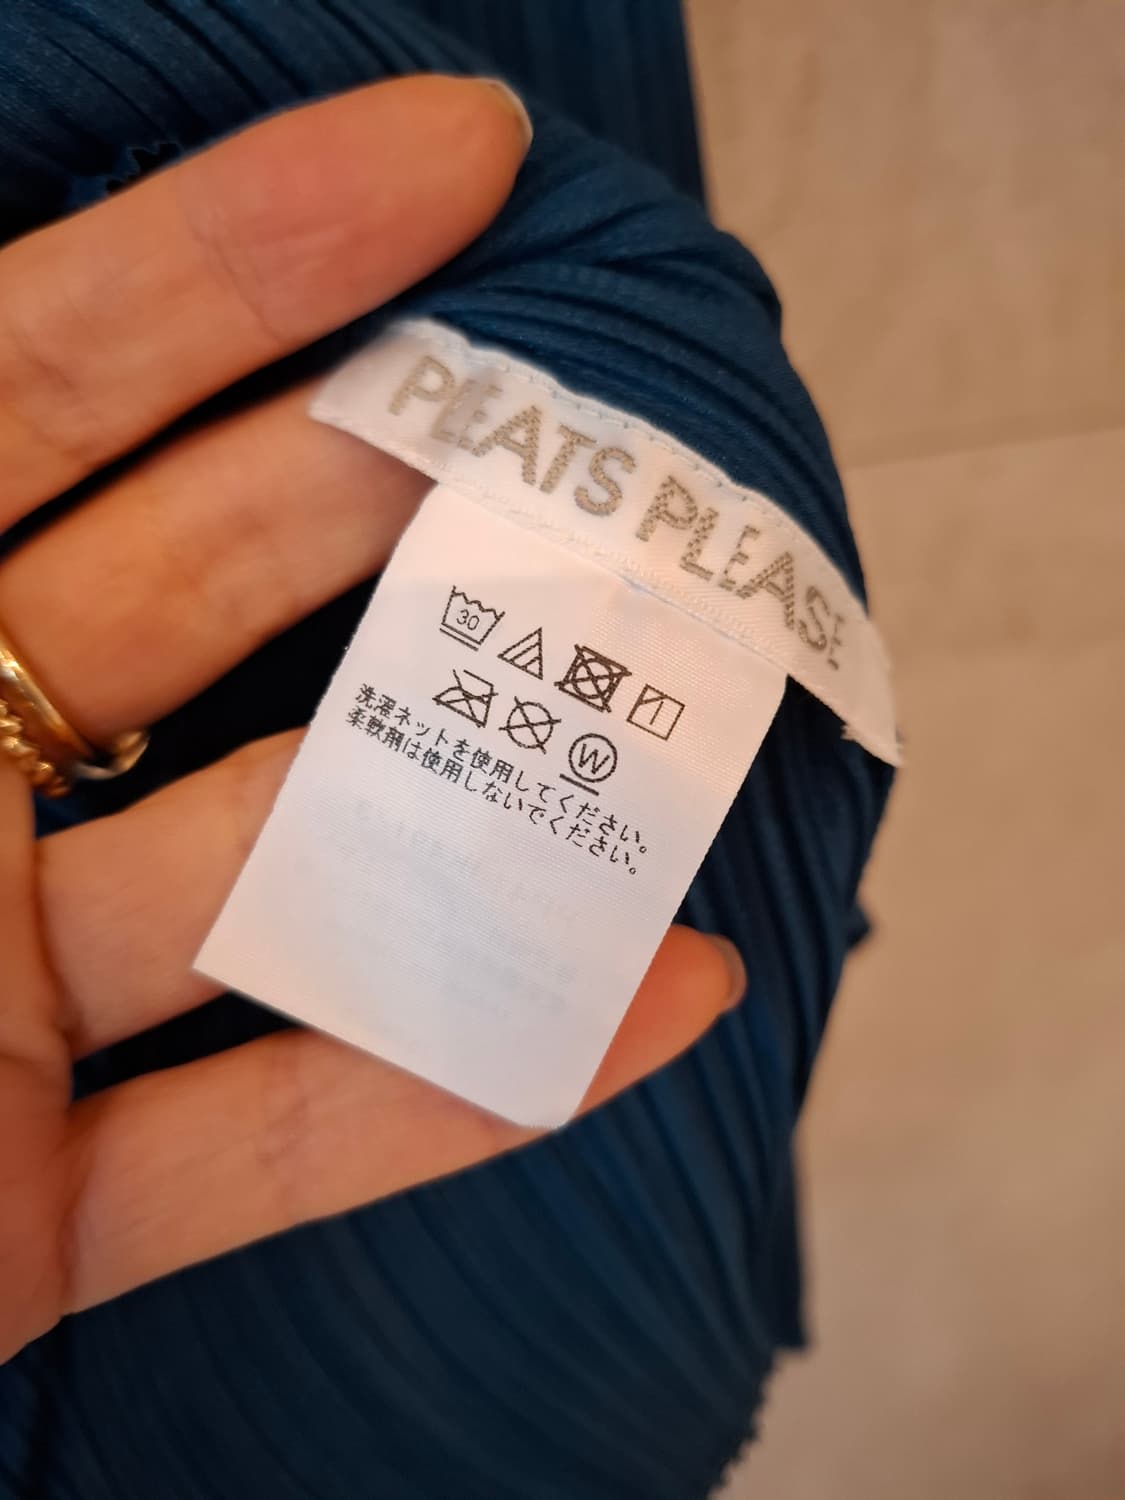 PLEATS PLEASE
30
W
洗濯ネットを使用してください。
柔軟剤は使用しないでください。